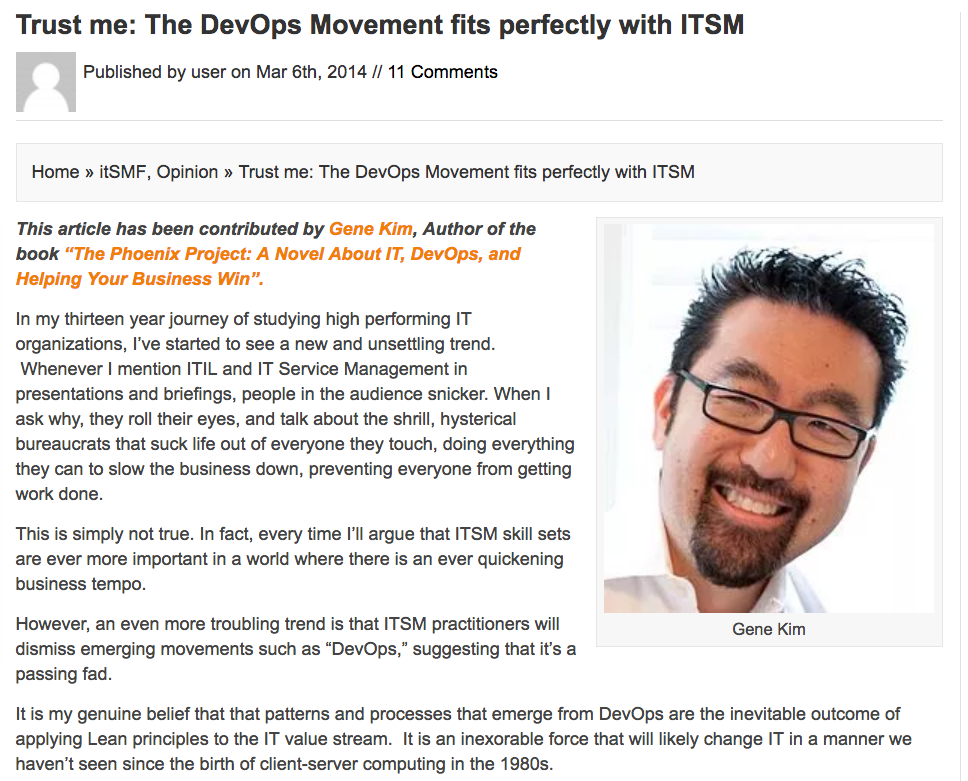 Trust me: The DevOps Movement fits perfectly with ITSM
Published by user on Mar 6th, 2014 // 11 Comments
Home » itSMF, Opinion » Trust me: The DevOps Movement fits perfectly with ITSM
This article has been contributed by Gene Kim, Author of the
book “The Phoenix Project: A Novel About IT, DevOps, and
Helping Your Business Win”.
In my thirteen year journey of studying high performing IT
organizations, I’ve started to see a new and unsettling trend.
Whenever I mention ITIL and IT Service Management in
presentations and briefings, people in the audience snicker. When I
ask why, they roll their eyes, and talk about the shrill, hysterical
bureaucrats that suck life out of everyone they touch, doing everything
they can to slow the business down, preventing everyone from getting
work done.
This is simply not true. In fact, every time I’ll argue that ITSM skill sets
are ever more important in a world where there is an ever quickening
business tempo.
However, an even more troubling trend is that ITSM practitioners will
dismiss emerging movements such as “DevOps,” suggesting that it’s a
passing fad.
Gene Kim
It is my genuine belief that that patterns and processes that emerge from DevOps are the inevitable outcome of
applying Lean principles to the IT value stream.  It is an inexorable force that will likely change IT in a manner we
haven’t seen since the birth of client-server computing in the 1980s.